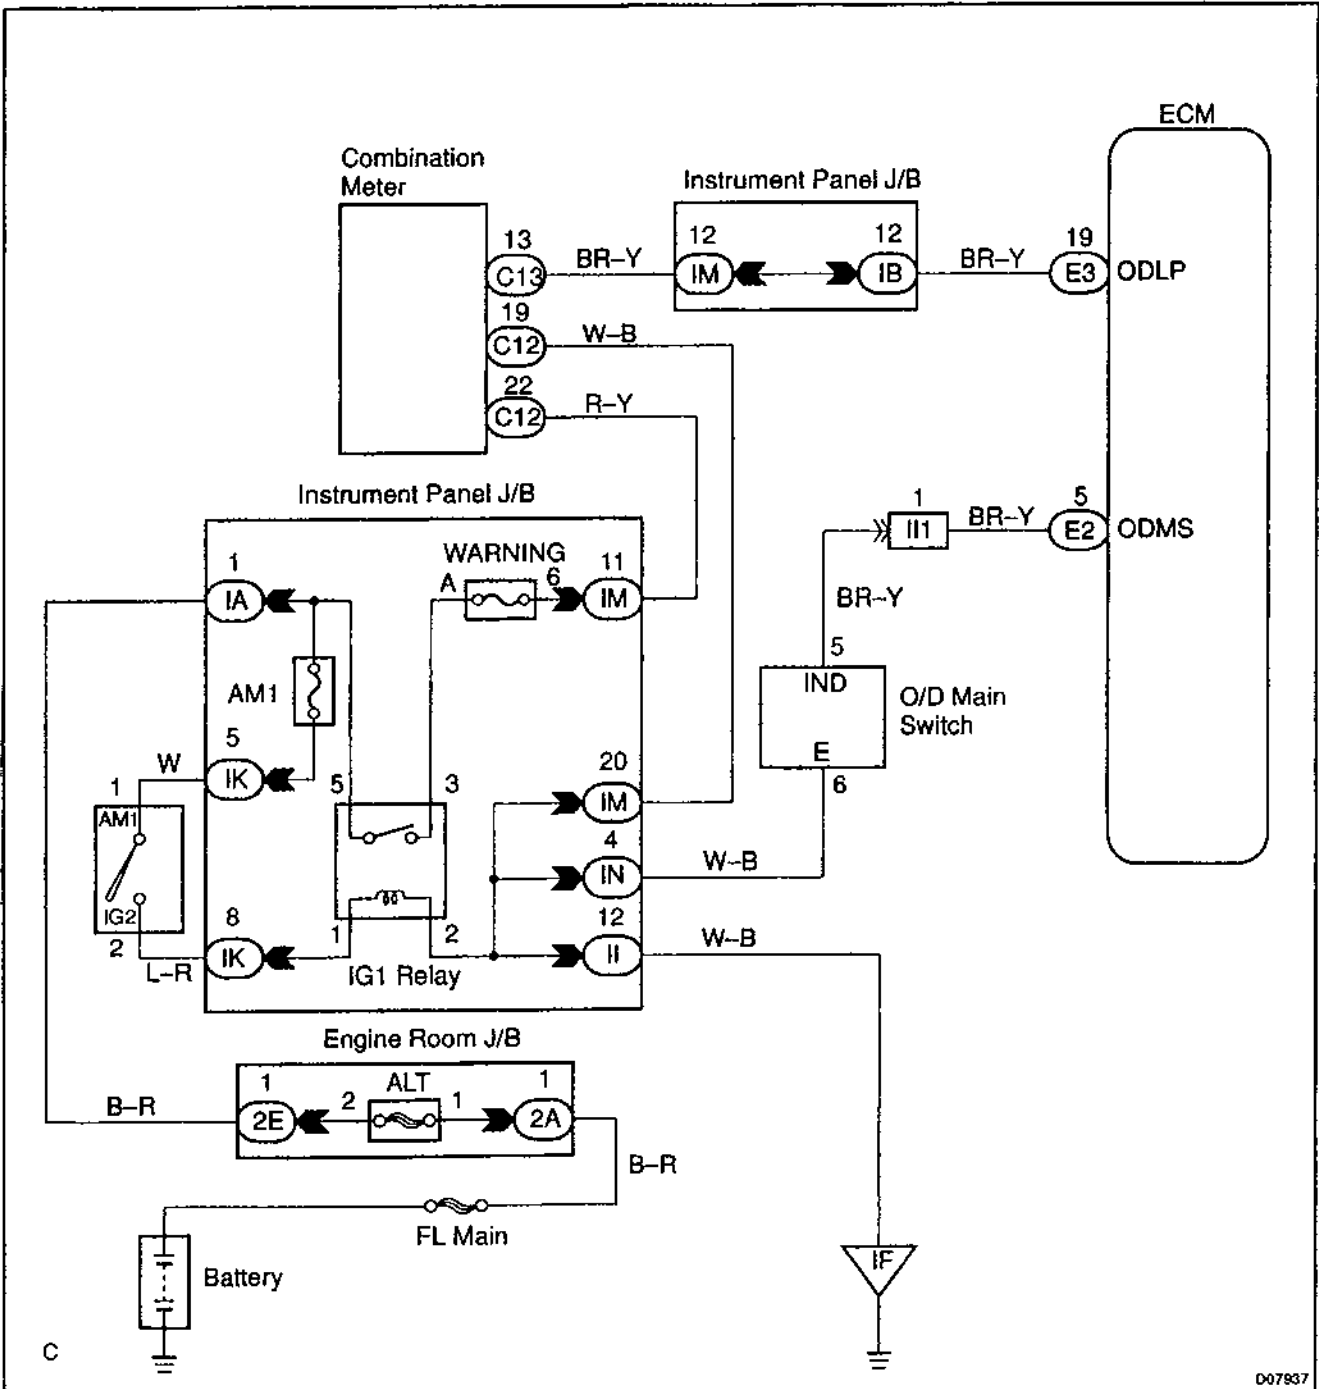 ECM
Combination
Meter
Instrument Panel J/B
13
C13
BR–Y
12
IM
12
IB
BR–Y
19
E3
ODLP
19
C12
W–B
22
C12
R–Y
Instrument Panel J/B
1
II1
BR–Y
5
E2
ODMS
WARNING
1
IA
A
6
11
IM
BR–Y
5
IND
O/D Main
Switch
E
6
AM1
5
IK
W
1
AM1
IG2
2
L–R
5
3
20
IM
4
IN
W–B
8
IK
1
2
IG1 Relay
12
II
W–B
Engine Room J/B
1
2E
2
ALT
1
1
2A
B–R
B–R
FL Main
Battery
IF
C
D07937